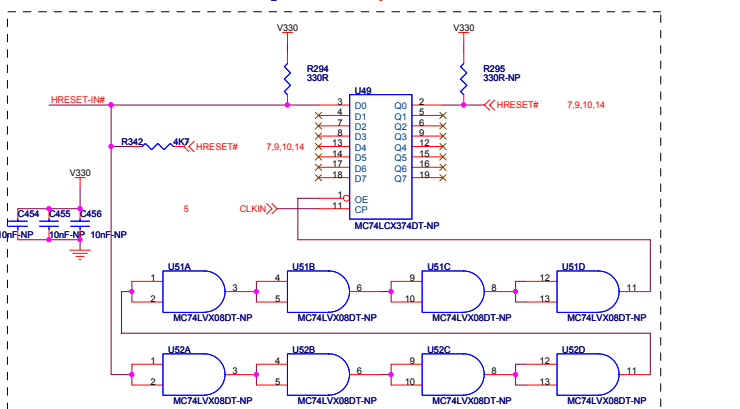 V330
V330
R294
330R
R295
330R-NP
U49
HRESET-IN#
3 D0 Q0 2
HRESET# 7,9,10,14
4 D1 Q1 5
7 D2 Q2 6
8 D3 Q3 9
R342 4K7
HRESET# 7,9,10,14
13 D4 Q4 12
14 D5 Q5 15
17 D6 Q6 16
18 D7 Q7 19
V330
1 OE
5 CLKIN 11 CP
MC74LCX374DT-NP
C454 C455 C456
10nF-NP 10nF-NP 10nF-NP
U51A U51B U51C U51D
1 4 9 12
3 6 8 11
2 5 10 13
MC74LVX08DT-NP MC74LVX08DT-NP MC74LVX08DT-NP MC74LVX08DT-NP
U52A U52B U52C U52D
1 4 9 12
3 6 8 11
2 5 10 13
MC74LVX08DT-NP MC74LVX08DT-NP MC74LVX08DT-NP MC74LVX08DT-NP